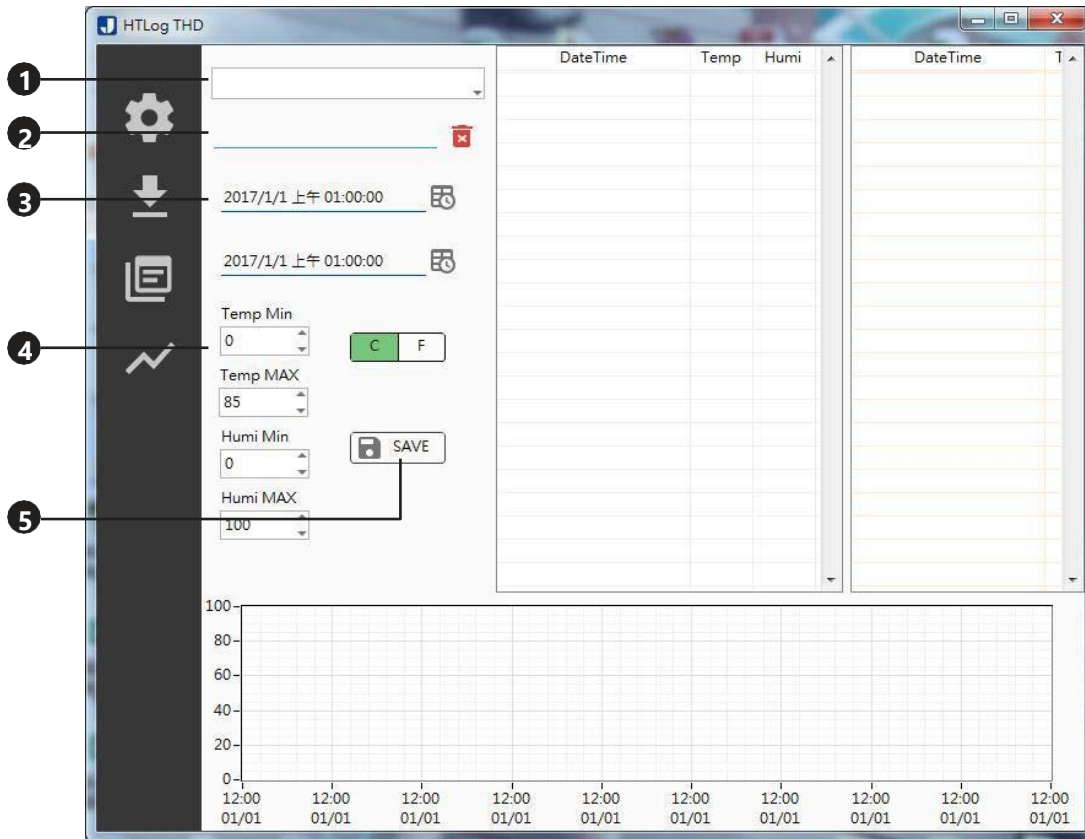 HTLog THD
1
2
3
4
5
2017/1/1 上午 01:00:00
2017/1/1 上午 01:00:00
Temp Min
0
C F
Temp MAX
85
Humi Min
0
SAVE
Humi MAX
100
DateTime Temp Humi
DateTime T
100
80
60
40
20
0
12:00 12:00 12:00 12:00 12:00 12:00 12:00 12:00 12:00 12:00
01/01 01/01 01/01 01/01 01/01 01/01 01/01 01/01 01/01 01/01